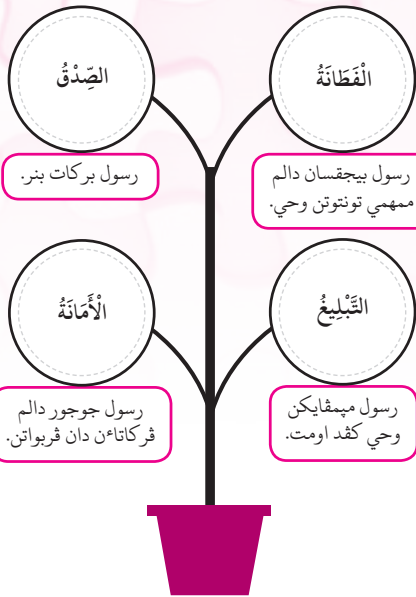 الْفَطَانَةُ
رسول بيجقسان دالم
ممهمي تونتوتن وحي.
الصِّدْقُ
رسول بركات بنر.
التَّبْلِيغُ
رسول مڽمڤايكن
وحي كڤد اومت.
الْأَمَانَةُ
رسول جوجور دالم
ڤركاتاءن دان ڤربواتن.